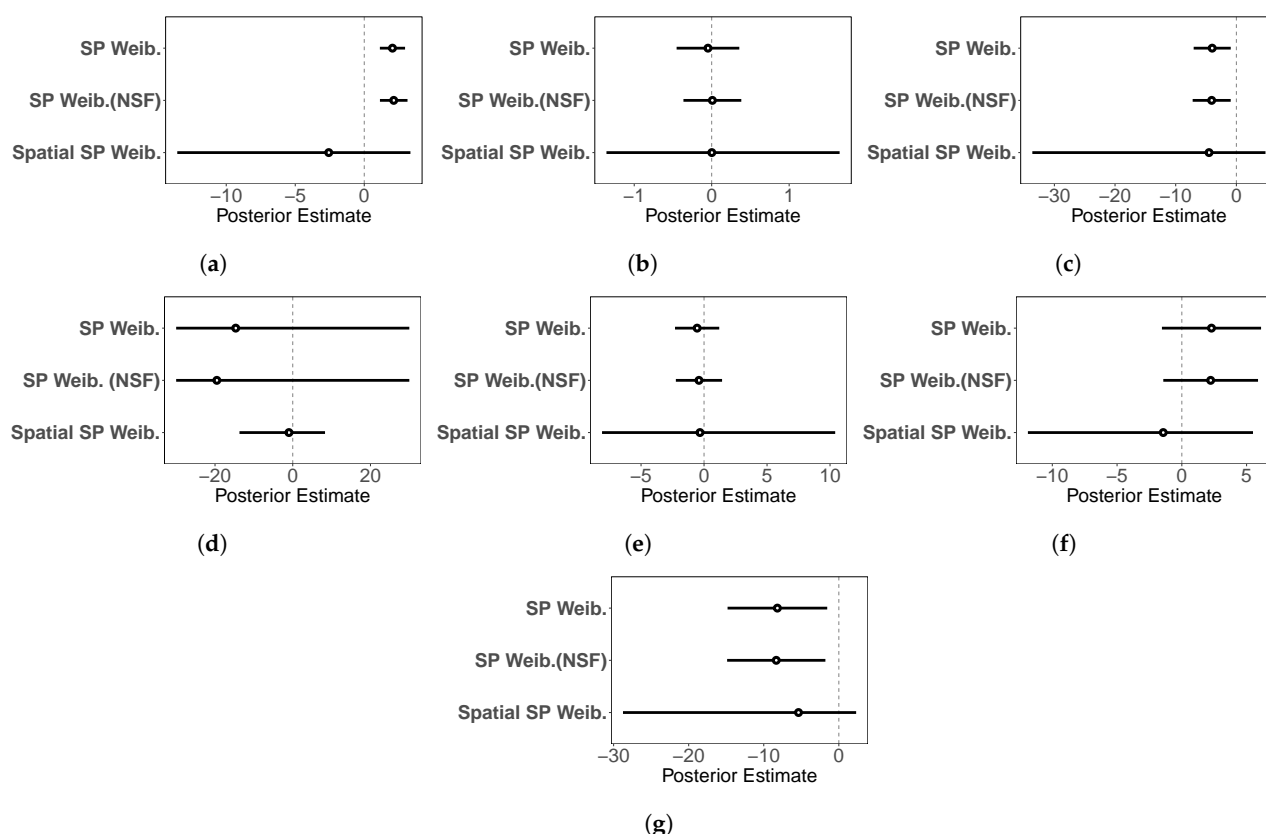 SP Weib.
SP Weib.(NSF)
Spatial SP Weib.
−10 −5 0
Posterior Estimate
(a)
SP Weib.
SP Weib.(NSF)
Spatial SP Weib.
−1 0 1
Posterior Estimate
(b)
SP Weib.
SP Weib.(NSF)
Spatial SP Weib.
−30 −20 −10 0
Posterior Estimate
(c)
SP Weib.
SP Weib. (NSF)
Spatial SP Weib.
−20 0 20
Posterior Estimate
(d)
SP Weib.
SP Weib.(NSF)
Spatial SP Weib.
−5 0 5 10
Posterior Estimate
(e)
SP Weib.
SP Weib.(NSF)
Spatial SP Weib.
−10 −5 0 5
Posterior Estimate
(f)
SP Weib.
SP Weib.(NSF)
Spatial SP Weib.
−30 −20 −10 0
Posterior Estimate
(g)